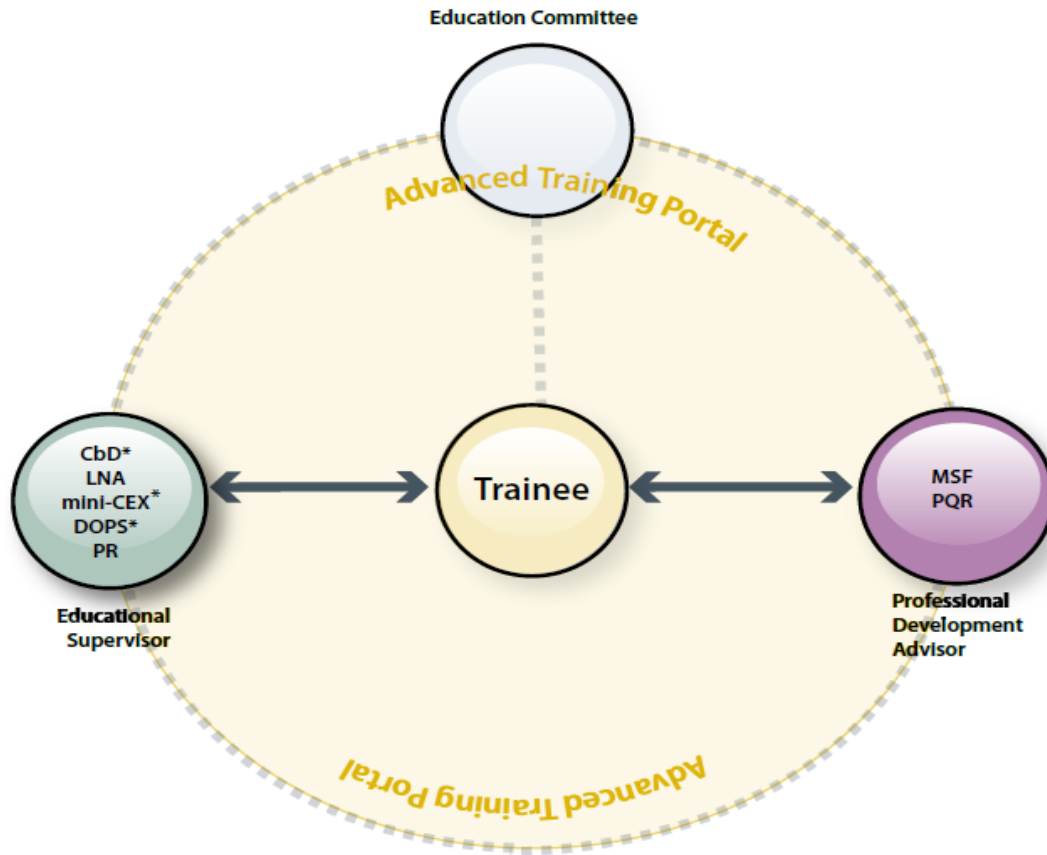 Education Committee
Advanced Training Portal
CbD*
LNA
mini-CEX*
DOPS*
PR
Trainee
MSF
PQR
Educational
Supervisor
Professional
Development
Advisor
Advanced Training Portal